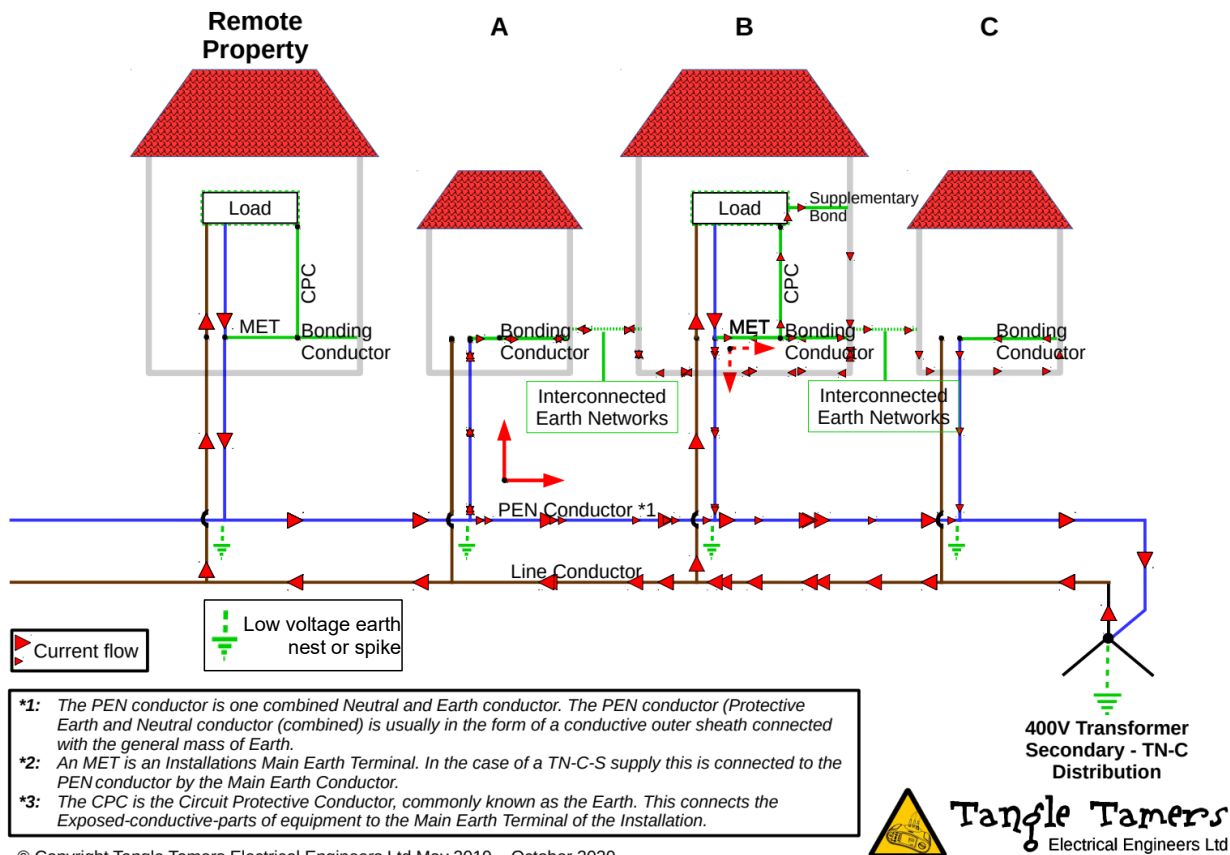 Remote
Property
A
B
C
Load
CPC
MET
Bonding
Conductor
Bonding
Conductor
Interconnected
Earth Networks
Load
Supplementary
Bond
CPC
MET
Bonding
Conductor
Interconnected
Earth Networks
Bonding
Conductor
PEN Conductor *1
Line Conductor
Low voltage earth
nest or spike
Current flow
*1: The PEN conductor is one combined Neutral and Earth conductor. The PEN conductor (Protective
Earth and Neutral conductor (combined) is usually in the form of a conductive outer sheath connected
with the general mass of Earth.
*2: An MET is an Installations Main Earth Terminal. In the case of a TN-C-S supply this is connected to the
PEN conductor by the Main Earth Conductor.
*3: The CPC is the Circuit Protective Conductor, commonly known as the Earth. This connects the
Exposed-conductive-parts of equipment to the Main Earth Terminal of the Installation.
400V Transformer
Secondary - TN-C
Distribution
Tangle Tamers
Electrical Engineers Ltd